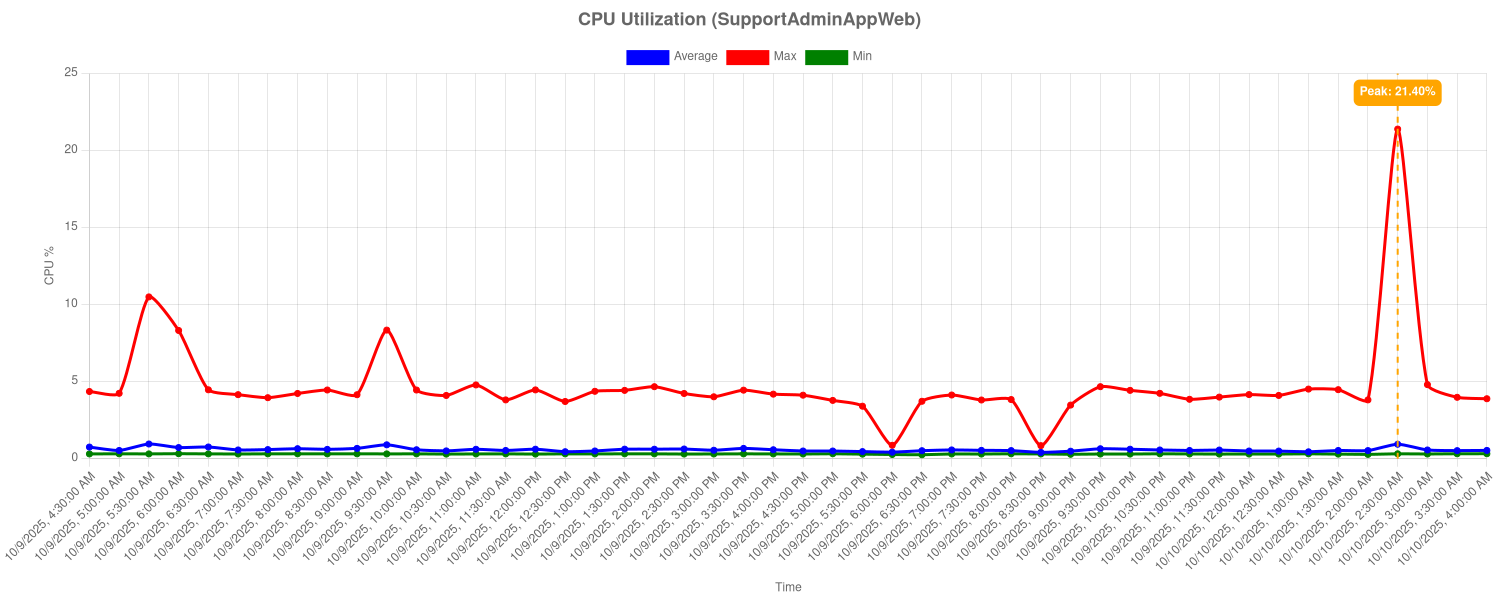 CPU Utilization (SupportAdminAppWeb)
Average Max Min
Peak: 21.40%
25
20
15
10
5
0
CPU %
10/9/2025, 4:30:00 AM
10/9/2025, 5:00:00 AM
10/9/2025, 5:30:00 AM
10/9/2025, 6:00:00 AM
10/9/2025, 6:30:00 AM
10/9/2025, 7:00:00 AM
10/9/2025, 7:30:00 AM
10/9/2025, 8:00:00 AM
10/9/2025, 8:30:00 AM
10/9/2025, 9:00:00 AM
10/9/2025, 9:30:00 AM
10/9/2025, 10:00:00 AM
10/9/2025, 10:30:00 AM
10/9/2025, 11:00:00 AM
10/9/2025, 11:30:00 AM
10/9/2025, 12:00:00 PM
10/9/2025, 12:30:00 PM
10/9/2025, 1:00:00 PM
10/9/2025, 1:30:00 PM
10/9/2025, 2:00:00 PM
10/9/2025, 2:30:00 PM
10/9/2025, 3:00:00 PM
10/9/2025, 3:30:00 PM
10/9/2025, 4:00:00 PM
10/9/2025, 4:30:00 PM
10/9/2025, 5:00:00 PM
10/9/2025, 5:30:00 PM
10/9/2025, 6:00:00 PM
10/9/2025, 6:30:00 PM
10/9/2025, 7:00:00 PM
10/9/2025, 7:30:00 PM
10/9/2025, 8:00:00 PM
10/9/2025, 8:30:00 PM
10/9/2025, 9:00:00 PM
10/9/2025, 9:30:00 PM
10/9/2025, 10:00:00 PM
10/9/2025, 10:30:00 PM
10/9/2025, 11:00:00 PM
10/9/2025, 11:30:00 PM
10/10/2025, 12:00:00 AM
10/10/2025, 12:30:00 AM
10/10/2025, 1:00:00 AM
10/10/2025, 1:30:00 AM
10/10/2025, 2:00:00 AM
10/10/2025, 2:30:00 AM
10/10/2025, 3:00:00 AM
10/10/2025, 3:30:00 AM
10/10/2025, 4:00:00 AM
Time